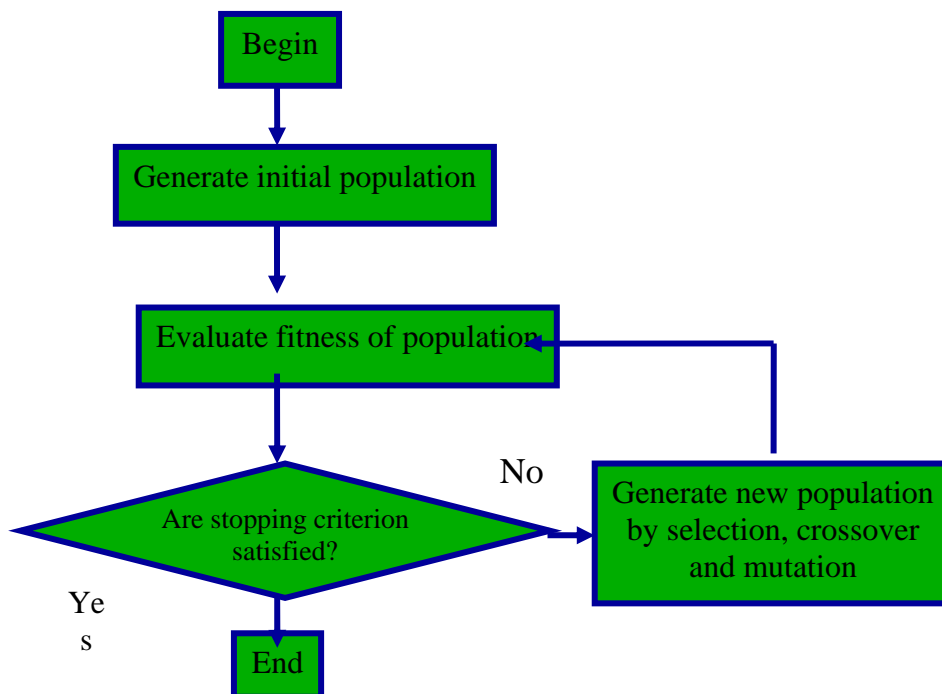 Begin
Generate initial population
Evaluate fitness of population
No
Are stopping criterion
satisfied?
Generate new population
by selection, crossover
and mutation
Ye
s
End